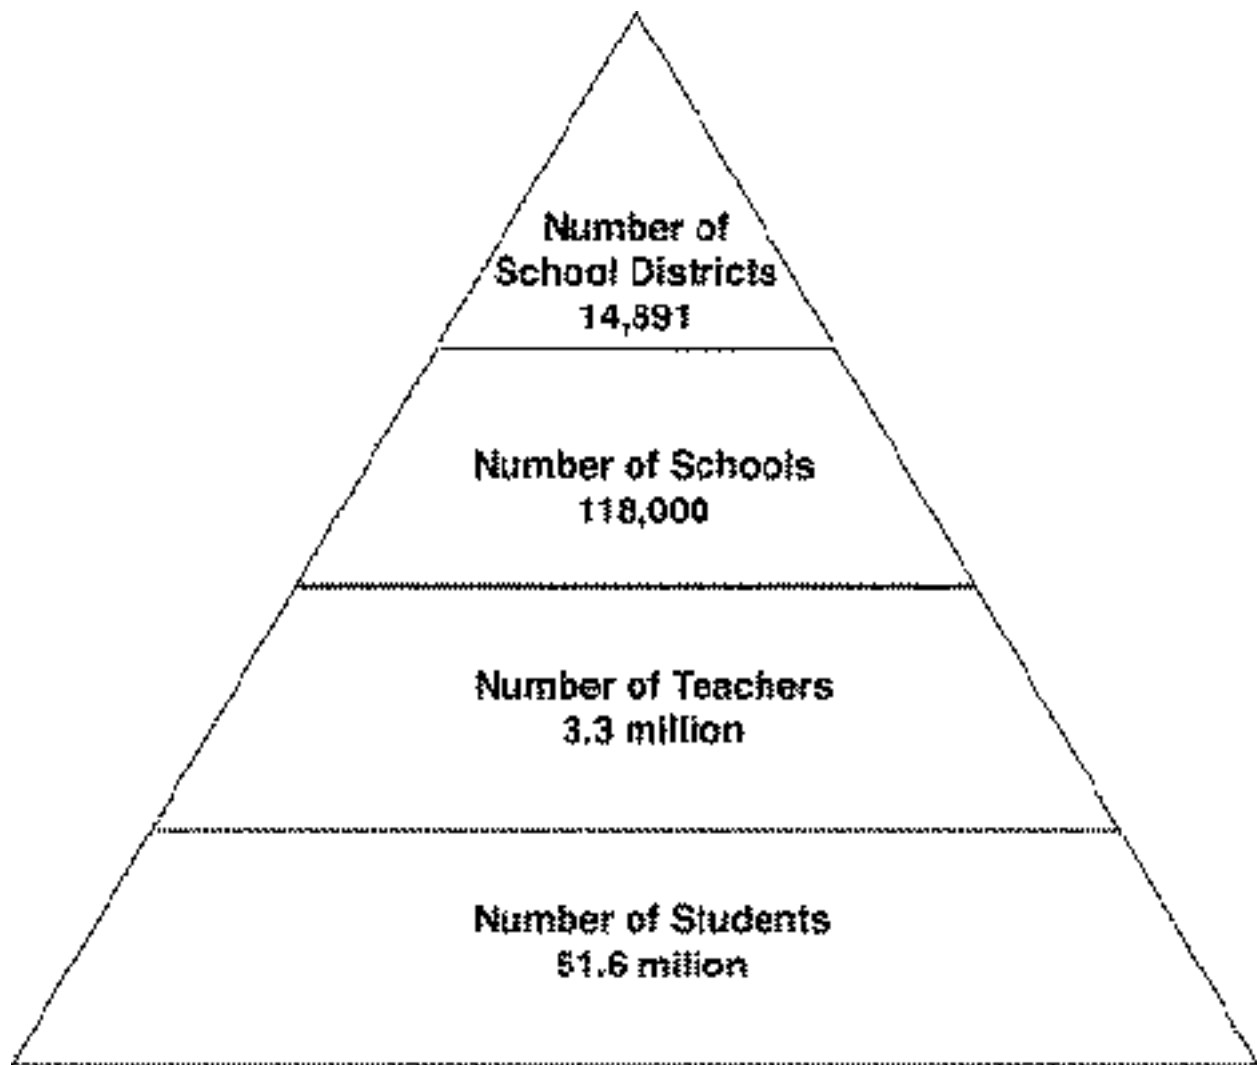 Number of
School Districts
14,891
Number of Schools
118,000
Number of Teachers
3.3 million
Number of Students
51.6 milion